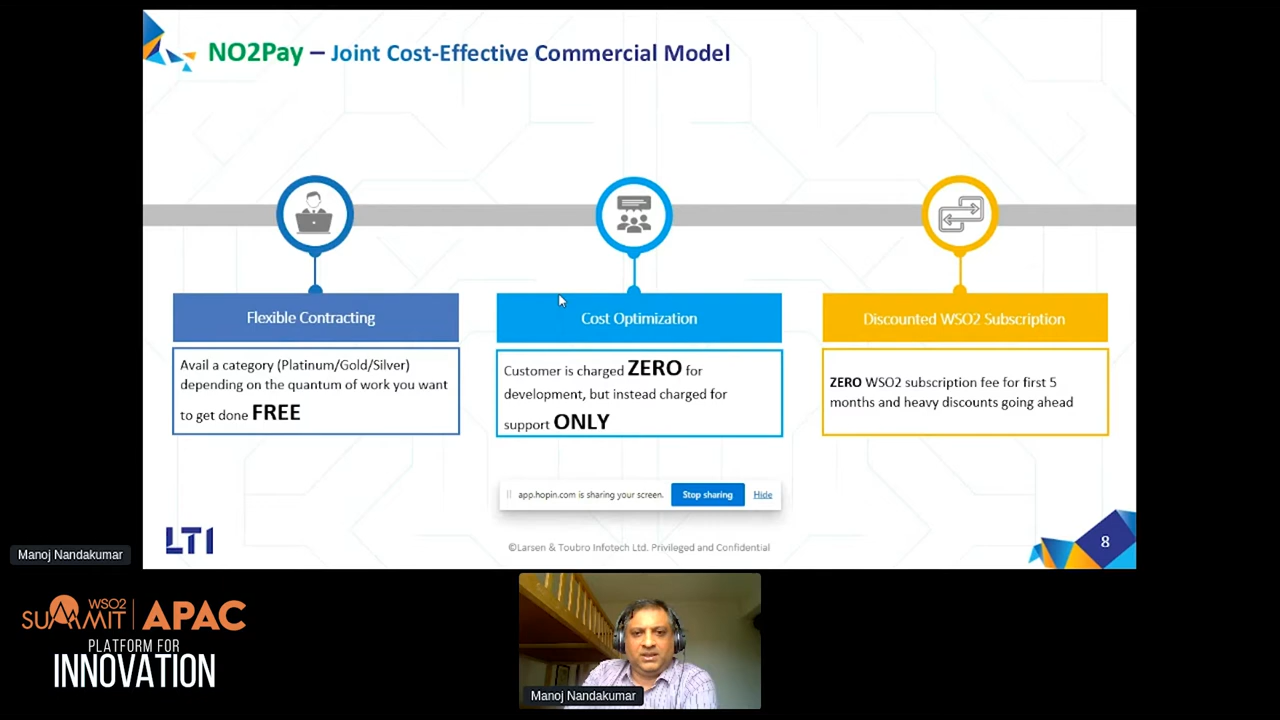 NO2Pay – Joint Cost-Effective Commercial Model
Flexible Contracting
Avail a category (Platinum/Gold/Silver)
depending on the quantum of work you want
to get done FREE
Cost Optimization
Customer is charged ZERO for
development, but instead charged for
support ONLY
Discounted WSO2 Subscription
ZERO WSO2 subscription fee for first 5
months and heavy discounts going ahead
app.hopin.com is sharing your screen.
Stop sharing
Hide
LTI
©Larsen & Toubro Infotech Ltd. Privileged and Confidential
8
Manoj Nandakumar
WSO2
SUMMIT APAC
PLATFORM FOR
INNOVATION
Manoj Nandakumar